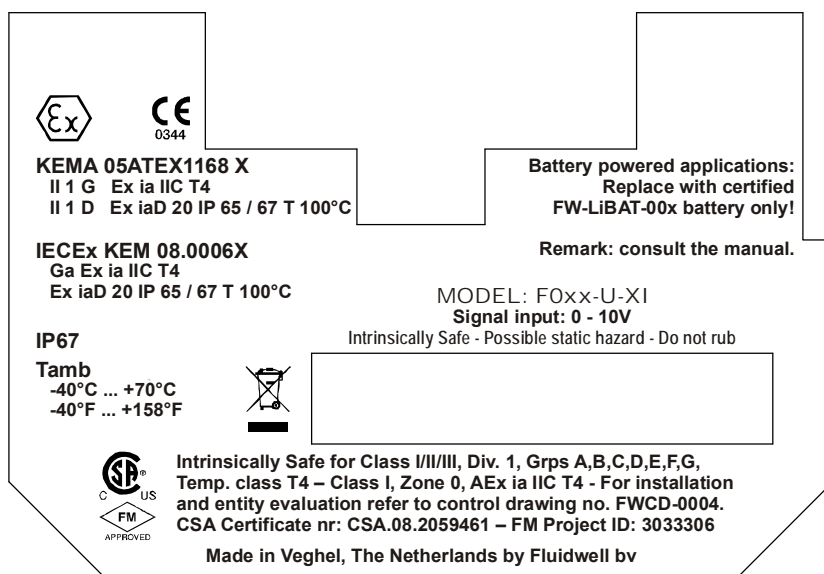 Ex
CE
0344
KEMA 05ATEX1168 X
II 1 G Ex ia IIC T4
II 1 D Ex iaD 20 IP 65 / 67 T 100°C
Battery powered applications:
Replace with certified
FW-LiBAT-00x battery only!
Remark: consult the manual.
IECEx KEM 08.0006X
Ga Ex ia IIC T4
Ex iaD 20 IP 65 / 67 T 100°C
MODEL: F0xx-U-XI
Signal input: 0 - 10V
Intrinsically Safe - Possible static hazard - Do not rub
IP67
Tamb
-40°C ... +70°C
-40°F ... +158°F
SA ®
C US
FM
APPROVED
Intrinsically Safe for Class I/II/III, Div. 1, Grps A,B,C,D,E,F,G,
Temp. class T4 – Class I, Zone 0, AEx ia IIC T4 - For installation
and entity evaluation refer to control drawing no. FWCD-0004.
CSA Certificate nr: CSA.08.2059461 – FM Project ID: 3033306
Made in Veghel, The Netherlands by Fluidwell bv